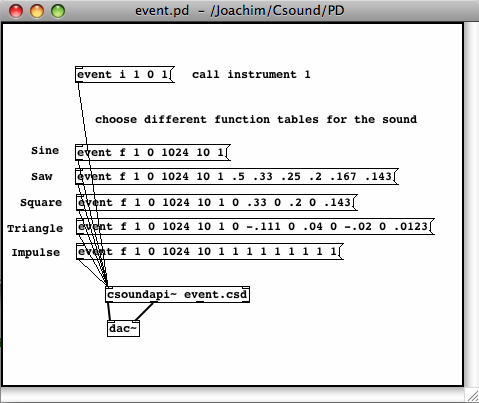 event.pd - /Joachim/Csound/PD
event i 1 0 1 call instrument 1
choose different function tables for the sound
Sine event f 1 0 1024 10 1
Saw event f 1 0 1024 10 1 .5 .33 .25 .2 .167 .143
Square event f 1 0 1024 10 1 0 .33 0 .2 0 .143
Triangle event f 1 0 1024 10 1 0 -.111 0 .04 0 -.02 0 .0123
Impulse event f 1 0 1024 10 1 1 1 1 1 1 1 1 1
csoundapi~ event.csd
dac~